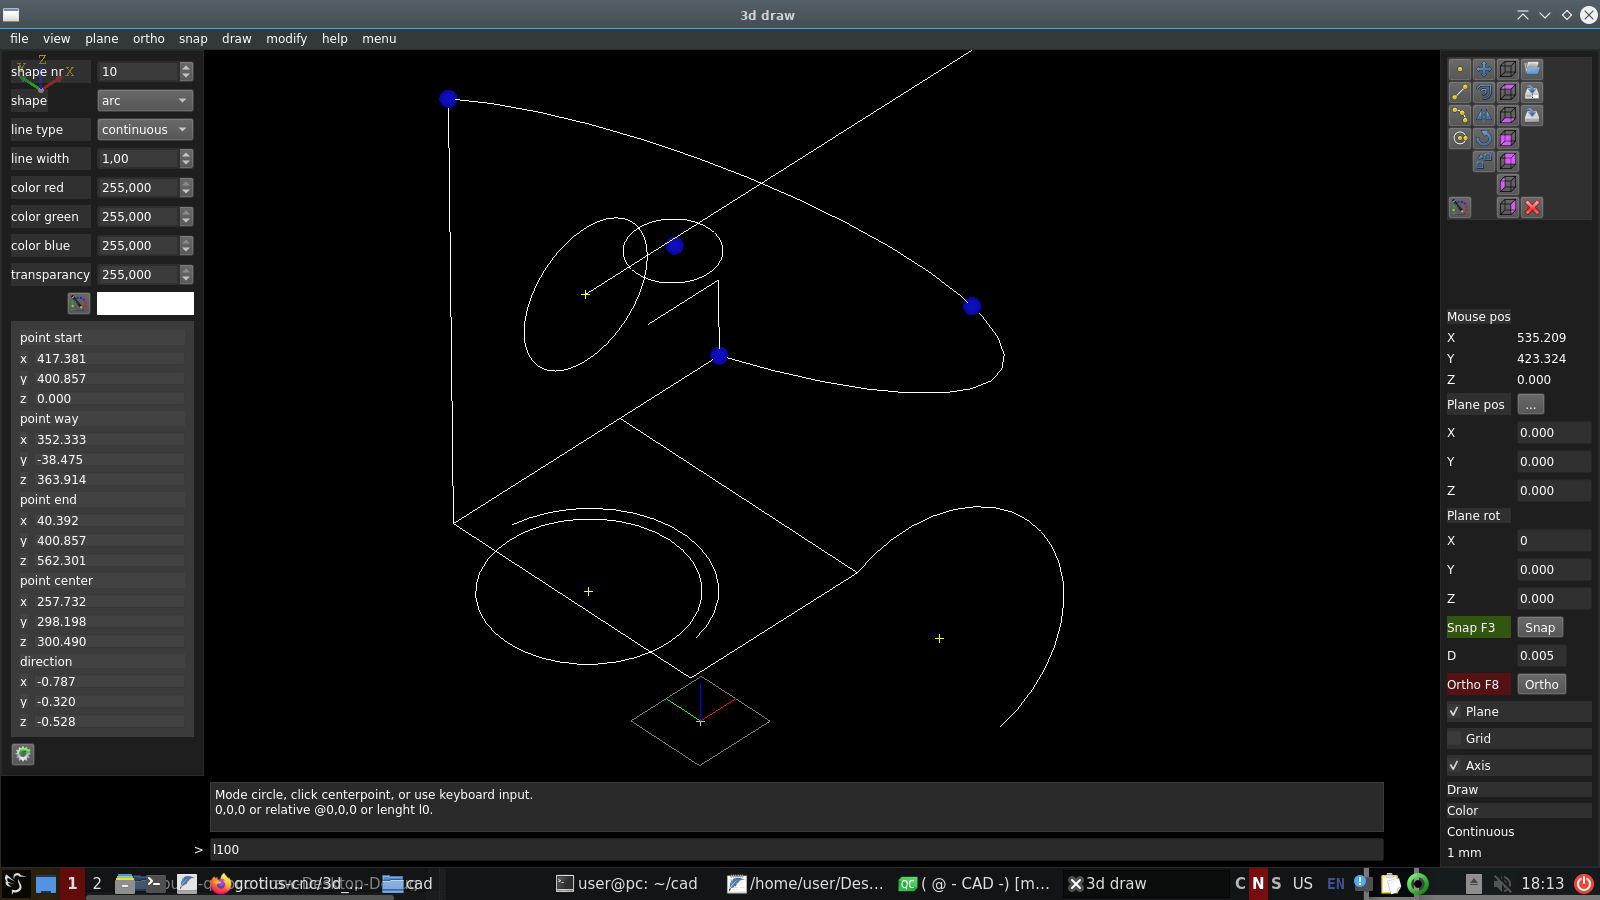 3d draw
file view plane ortho snap draw modify help menu
Z
Y X
shape nr 10
shape arc
line type continuous
line width 1,00
color red 255,000
color green 255,000
color blue 255,000
transparancy 255,000
point start
x 417.381
y 400.857
z 0.000
point way
x 352.333
y -38.475
z 363.914
point end
x 40.392
y 400.857
z 562.301
point center
x 257.732
y 298.198
z 300.490
direction
x -0.787
y -0.320
z -0.528
Mode circle, click centerpoint, or use keyboard input.
0,0,0 or relative @0,0,0 or lenght l0.
> l100
Mouse pos
X 535.209
Y 423.324
Z 0.000
Plane pos ...
X 0.000
Y 0.000
Z 0.000
Plane rot
X 0
Y 0.000
Z 0.000
Snap F3 Snap
D 0.005
Ortho F8 Ortho
Plane
Grid
Axis
Draw
Color
Continuous
1 mm
1 2 grotius-cnc/3d_... cad user@pc: ~/cad /home/user/Des... QC ( @ - CAD -) [m... 3d draw C N S US EN 18:13